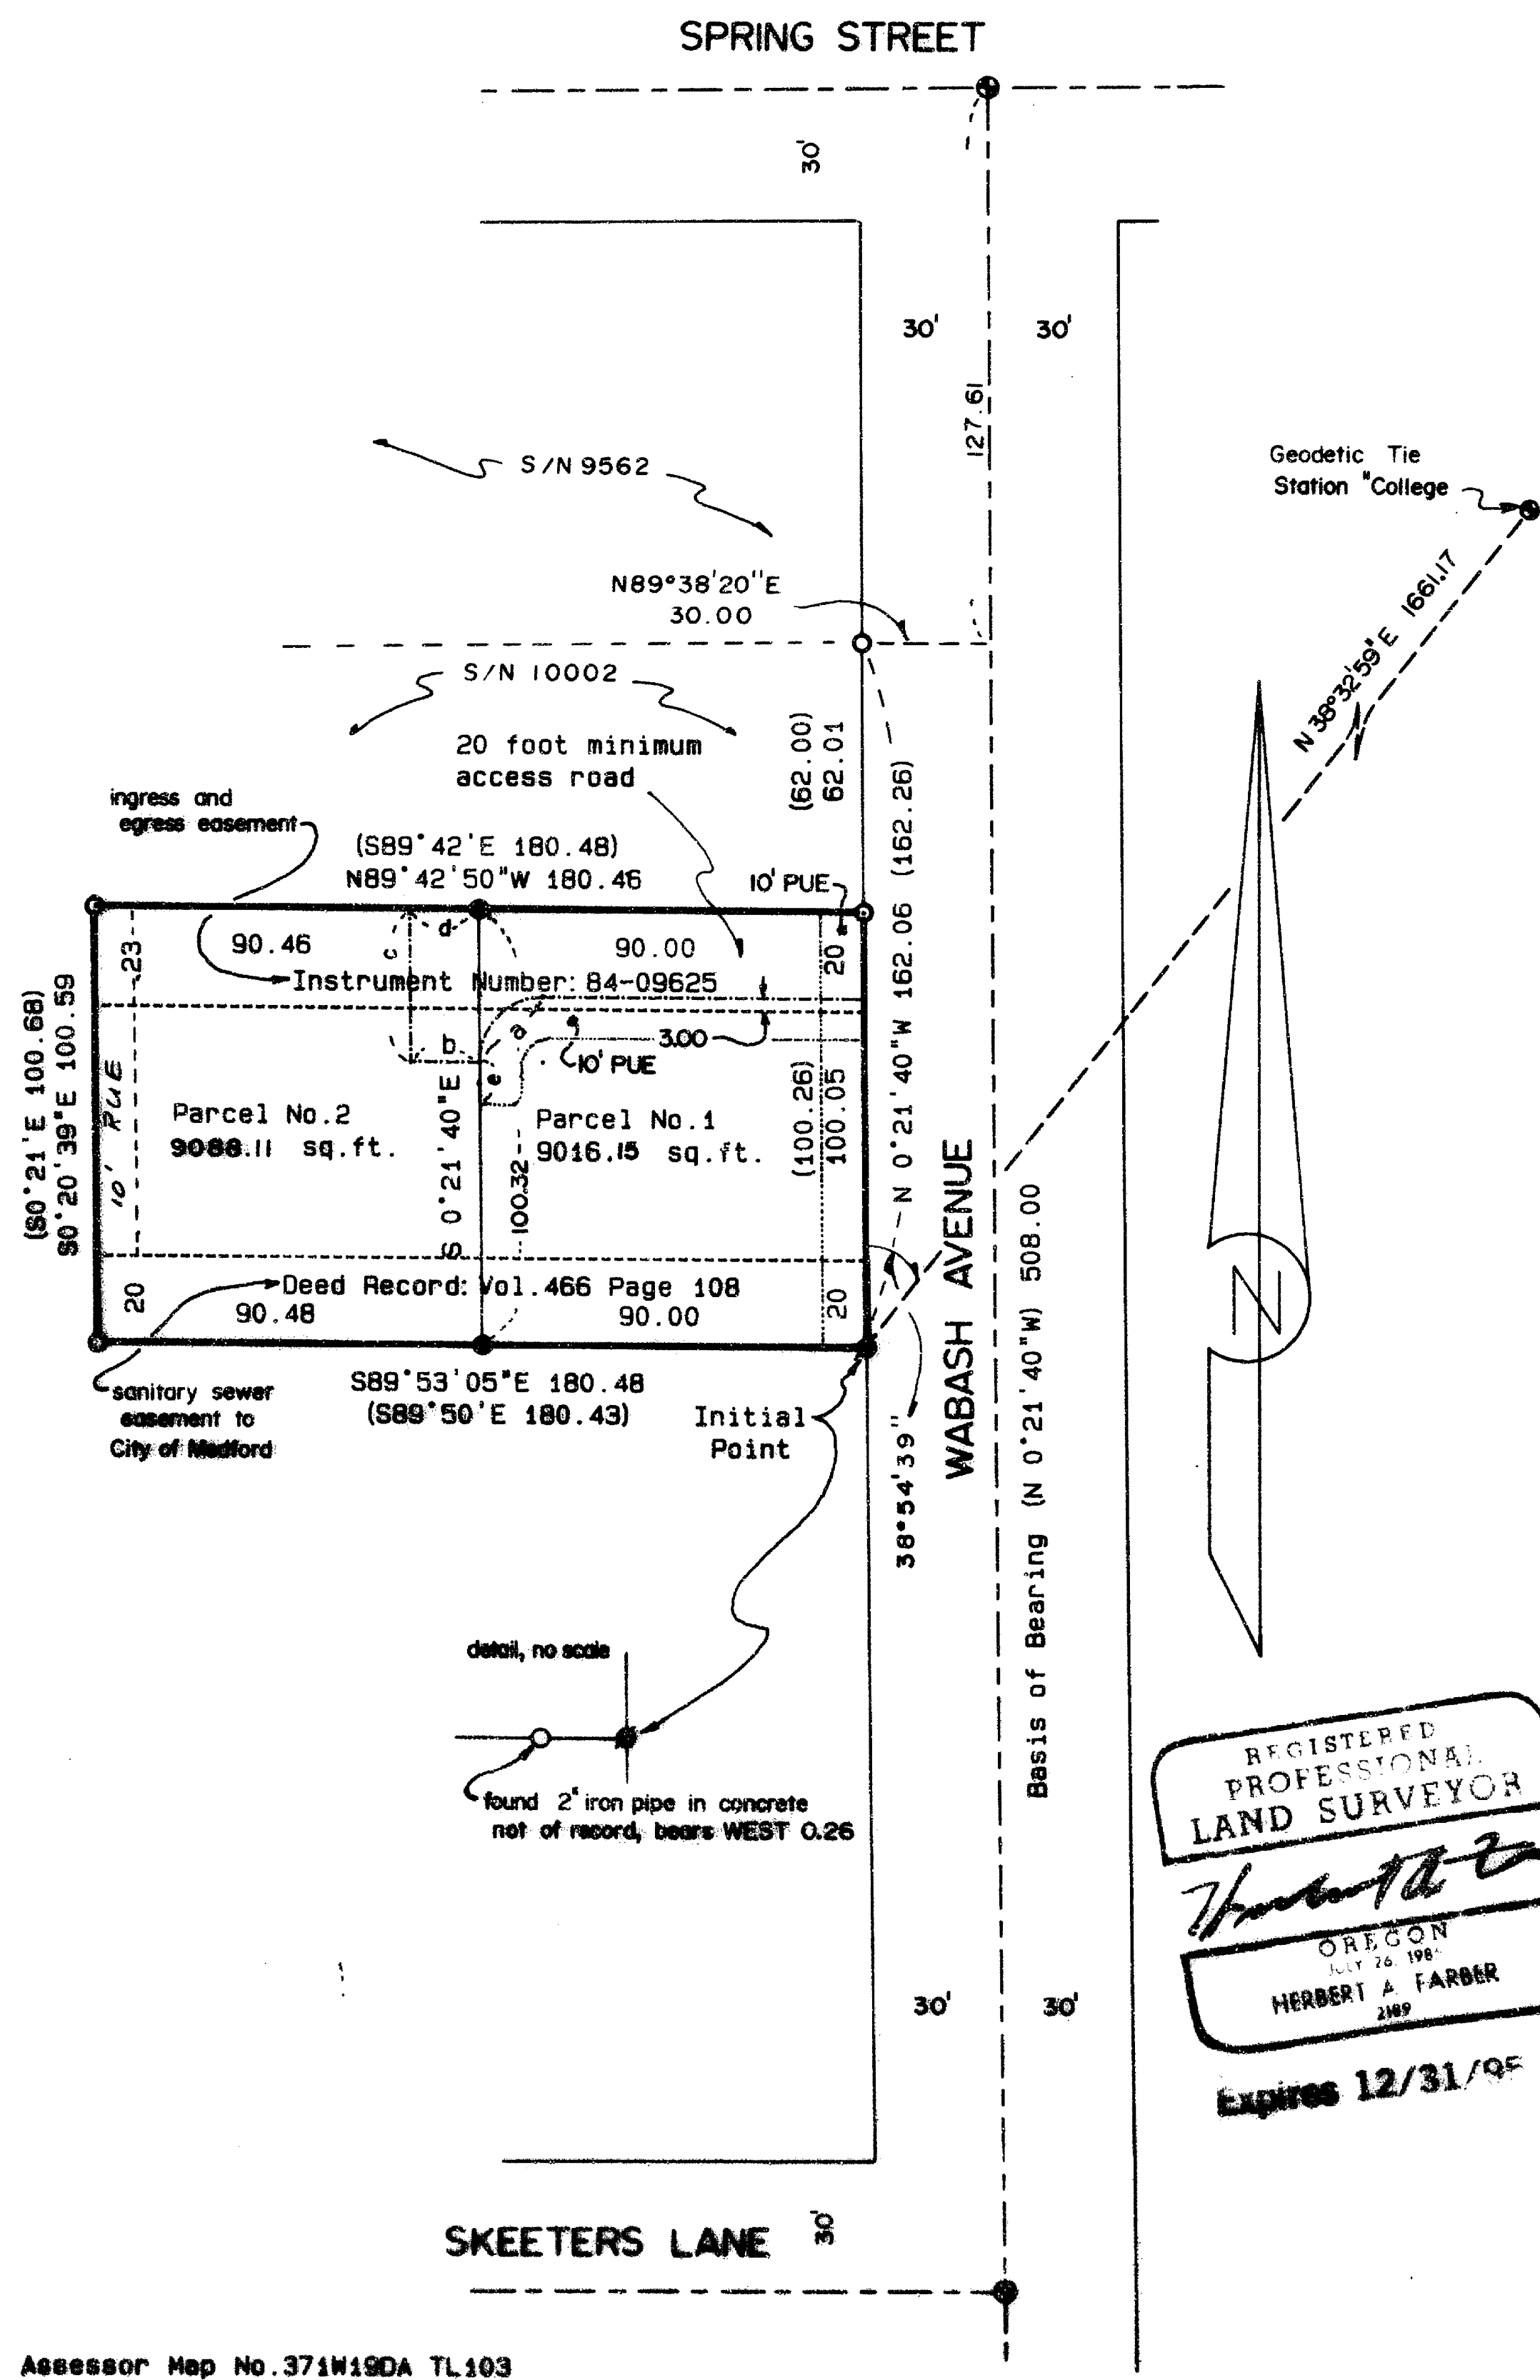 SPRING STREET
30'
30'
30'
127.61
S/N 9562
Geodetic Tie
Station "College
N89°38'20"E
30.00
N 38°32'59"E 1661.17
S/N 10002
20 foot minimum
access road
(62.00)
62.01
ingress and
egress easement
(S89°42'E 180.48)
N89°42'50"W 180.46
10' PUE
N 0°21'40"W 162.06 (162.26)
23
90.46
c
d
90.00
20
Instrument Number: 84-09625
(S0°21'E 100.68)
S0°20'39"E 100.59
a
b
e
3.00
10' PUE
10' PUE
Parcel No.2
9088.11 sq.ft.
S 0°21'40"E
100.32
Parcel No.1
9016.15 sq.ft.
(100.26)
100.05
WABASH AVENUE
20
Deed Record: Vol.466 Page 108
90.48
90.00
20
sanitary sewer
easement to
City of Medford
S89°53'05"E 180.48
(S89°50'E 180.43)
Initial
Point
38°54'39"
Basis of Bearing (N 0°21'40"W) 508.00
N
detail, no scale
found 2" iron pipe in concrete
not of record, bears WEST 0.26
REGISTERED
PROFESSIONAL
LAND SURVEYOR
OREGON
JULY 26, 198
HERBERT A. FARBER
2189
Expires 12/31/95
30'
30'
SKEETERS LANE
30'
Assessor Map No.371W19DA TL103